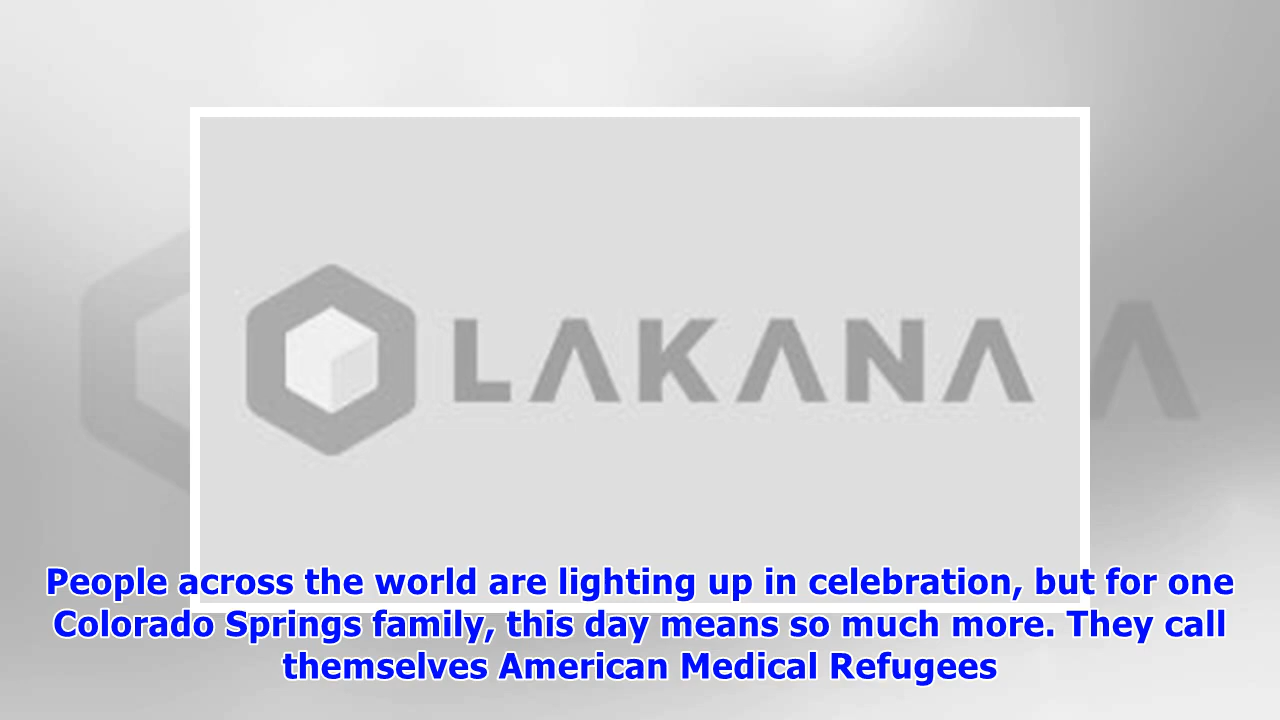 LAKANA
People across the world are lighting up in celebration, but for one
Colorado Springs family, this day means so much more. They call
themselves American Medical Refugees